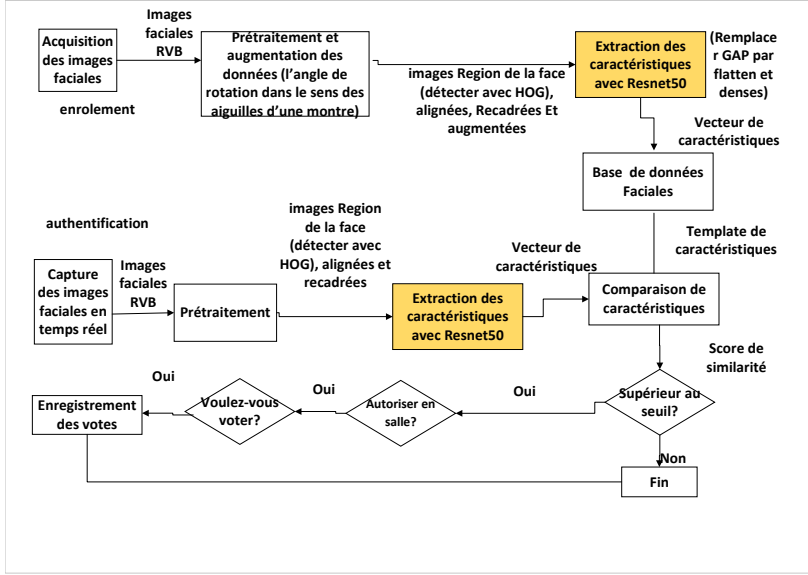 Acquisition
des images
faciales
Images
faciales
RVB
Prétraitement et
et augmentation des
données (l'angle de
rotation dans le sens des
aiguilles d'une montre)
images Region de la face
(détecter avec HOG),
alignées, Recadrées Et
augmentées
Extraction des
caractéristiques
avec Resnet50
(Remplace
r GAP par
flatten et
denses)
enrolement
Vecteur de
caractéristiques
Base de données
Faciales
Template de
caractéristiques
authentification
Capture
des images
faciales en
temps réel
Images
faciales
RVB
Prétraitement
images Region
de la face
(détecter avec
HOG), alignées et
recadrées
Extraction des
caractéristiques
avec Resnet50
Vecteur de
caractéristiques
Comparaison de
caractéristiques
Score de
similarité
Supérieur au
seuil?
Oui
Autoriser en
salle?
Oui
Voulez-vous
voter?
Oui
Enregistrement
des votes
Non
Fin